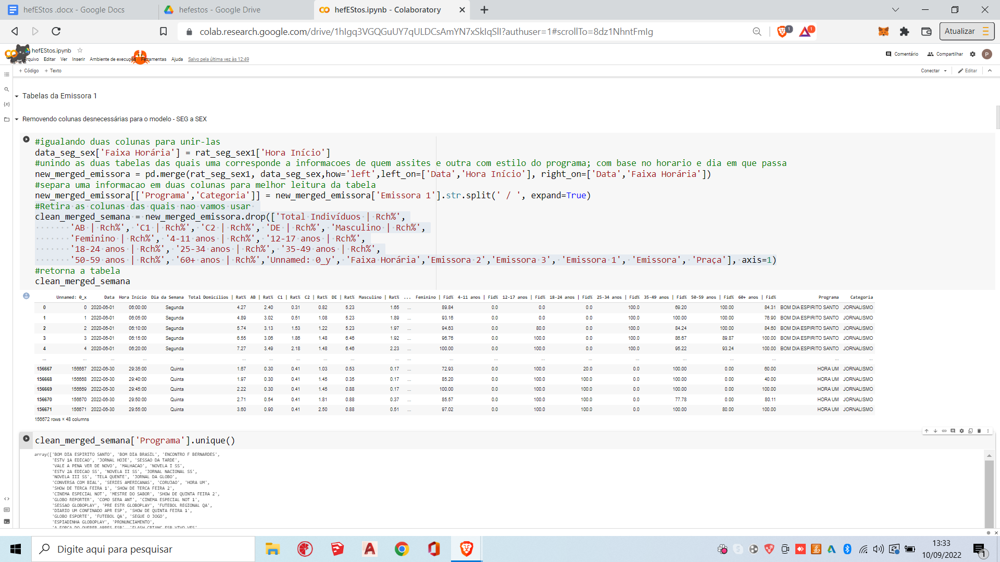 hefEStos .docx - Google Docs
hefestos - Google Drive
hefEStos.ipynb - Colaboratory
colab.research.google.com/drive/1hIgq3VGQGuUY7qULDCsAmYN7xSkIqSlI?authuser=1#scrollTo=8dz1NhntFmIg
1
1
Atualizar
hefEStos.ipynb
rquivo Editar Ver Inserir Ambiente de execução Ferramentas Ajuda Salvo pela última vez às 12:49
Comentário Compartilhar P
+ Código + Texto
Conectar Editar
Tabelas da Emissora 1
Removendo colunas desnecessárias para o modelo - SEG a SEX
#igualando duas colunas para unir-las
data_seg_sex['Faixa Horária'] = rat_seg_sex1['Hora Início']
#unindo as duas tabelas das quais uma corresponde a informacoes de quem assites e outra com estilo do programa; com base no horario e dia em que passa
new_merged_emissora = pd.merge(rat_seg_sex1, data_seg_sex,how='left',left_on=['Data','Hora Início'], right_on=['Data','Faixa Horária'])
#separa uma informacao em duas colunas para melhor leitura da tabela
new_merged_emissora[['Programa','Categoria']] = new_merged_emissora['Emissora 1'].str.split(' / ', expand=True)
#Retira as colunas das quais nao vamos usar
clean_merged_semana = new_merged_emissora.drop(['Total Indivíduos | Rch%',
'AB | Rch%', 'C1 | Rch%', 'C2 | Rch%', 'DE | Rch%', 'Masculino | Rch%',
'Feminino | Rch%', '4-11 anos | Rch%', '12-17 anos | Rch%',
'18-24 anos | Rch%', '25-34 anos | Rch%', '35-49 anos | Rch%',
'50-59 anos | Rch%', '60+ anos | Rch%','Unnamed: 0_y', 'Faixa Horária','Emissora 2','Emissora 3', 'Emissora 1', 'Emissora', 'Praça'], axis=1)
#retorna a tabela
clean_merged_semana
Unnamed: 0_x Data Hora Início Dia da Semana Total Domicílios | Rat% AB | Rat% C1 | Rat% C2 | Rat% DE | Rat% Masculino | Rat% ... Feminino | Fid% 4-11 anos | Fid% 12-17 anos | Fid% 18-24 anos | Fid% 25-34 anos | Fid% 35-49 anos | Fid% 50-59 anos | Fid% 60+ anos | Fid% Programa Categoria
0 0 2020-06-01 06:00:00 Segunda 4.27 2.40 0.31 0.82 5.23 1.65 ... 89.84 0.0 0.0 0.0 100.0 69.20 100.00 84.31 BOM DIA ESPIRITO SANTO JORNALISMO
1 1 2020-06-01 06:05:00 Segunda 4.89 3.02 0.51 1.08 5.23 1.89 ... 93.16 0.0 0.0 0.0 100.0 100.00 100.00 76.90 BOM DIA ESPIRITO SANTO JORNALISMO
2 2 2020-06-01 06:10:00 Segunda 5.74 3.13 1.53 1.22 5.23 1.97 ... 94.63 0.0 80.0 0.0 100.0 84.24 100.00 84.60 BOM DIA ESPIRITO SANTO JORNALISMO
3 3 2020-06-01 06:15:00 Segunda 6.55 3.06 1.86 1.48 6.46 1.92 ... 96.76 0.0 100.0 0.0 100.0 86.67 89.87 100.00 BOM DIA ESPIRITO SANTO JORNALISMO
4 4 2020-06-01 06:20:00 Segunda 7.27 3.49 2.18 1.48 6.46 2.23 ... 100.00 0.0 100.0 0.0 100.0 95.22 93.24 100.00 BOM DIA ESPIRITO SANTO JORNALISMO
... ... ... ... ... ... ... ... ... ... ... ... ... ... ... ... ... ... ... ... ... ...
156667 156667 2022-06-30 29:35:00 Quinta 1.67 0.30 0.41 1.03 0.53 0.17 ... 72.93 0.0 100.0 20.0 0.0 100.00 0.00 60.00 HORA UM JORNALISMO
156668 156668 2022-06-30 29:40:00 Quinta 1.97 0.30 0.41 1.45 0.35 0.17 ... 85.20 0.0 100.0 100.0 0.0 100.00 0.00 40.00 HORA UM JORNALISMO
156669 156669 2022-06-30 29:45:00 Quinta 2.22 0.30 0.41 1.45 0.88 0.17 ... 100.00 0.0 100.0 100.0 0.0 100.00 0.00 100.00 HORA UM JORNALISMO
156670 156670 2022-06-30 29:50:00 Quinta 2.71 0.54 0.41 1.81 0.88 0.37 ... 85.57 0.0 100.0 100.0 0.0 77.78 0.00 80.11 HORA UM JORNALISMO
156671 156671 2022-06-30 29:55:00 Quinta 3.60 0.90 0.41 2.50 0.88 0.51 ... 97.02 0.0 100.0 100.0 0.0 100.00 80.00 100.00 HORA UM JORNALISMO
156672 rows × 48 columns
clean_merged_semana['Programa'].unique()
array(['BOM DIA ESPIRITO SANTO', 'BOM DIA BRASIL', 'ENCONTRO F BERNARDES',
'ESTV 1A EDICAO', 'JORNAL HOJE', 'SESSAO DA TARDE',
'VALE A PENA VER DE NOVO', 'MALHACAO', 'NOVELA I SS',
'ESTV 2A EDICAO SS', 'NOVELA II SS', 'JORNAL NACIONAL SS',
'NOVELA III SS', 'TELA QUENTE', 'JORNAL DA GLOBO',
'CONVERSA COM BIAL', 'SERIES AMERICANAS', 'CORUJAO', 'HORA UM',
'SHOW DE TERCA FEIRA 1', 'SHOW DE TERCA FEIRA 2',
'CINEMA ESPECIAL NOT', 'MESTRE DO SABOR', 'SHOW DE QUINTA FEIRA 2',
'GLOBO REPORTER', 'COMO SERA ANT', 'CINEMA ESPECIAL NOT 1',
'SESSAO GLOBOPLAY', 'PRE ESTR GLOBOPLAY', 'FUTEBOL REGIONAL QA',
'DIARIO UM CONFINADO APR ESP', 'SHOW DE QUINTA FEIRA 1',
'GLOBO ESPORTE', 'FUTEBOL QA', 'SEGUE O JOGO',
'ESPIADINHA GLOBOPLAY', 'PRONUNCIAMENTO',
'A FORCA DO QUERER APRES ESP', 'FLASH CRIANC ESP VIVO VES',
Digite aqui para pesquisar
13:33
10/09/2022
1